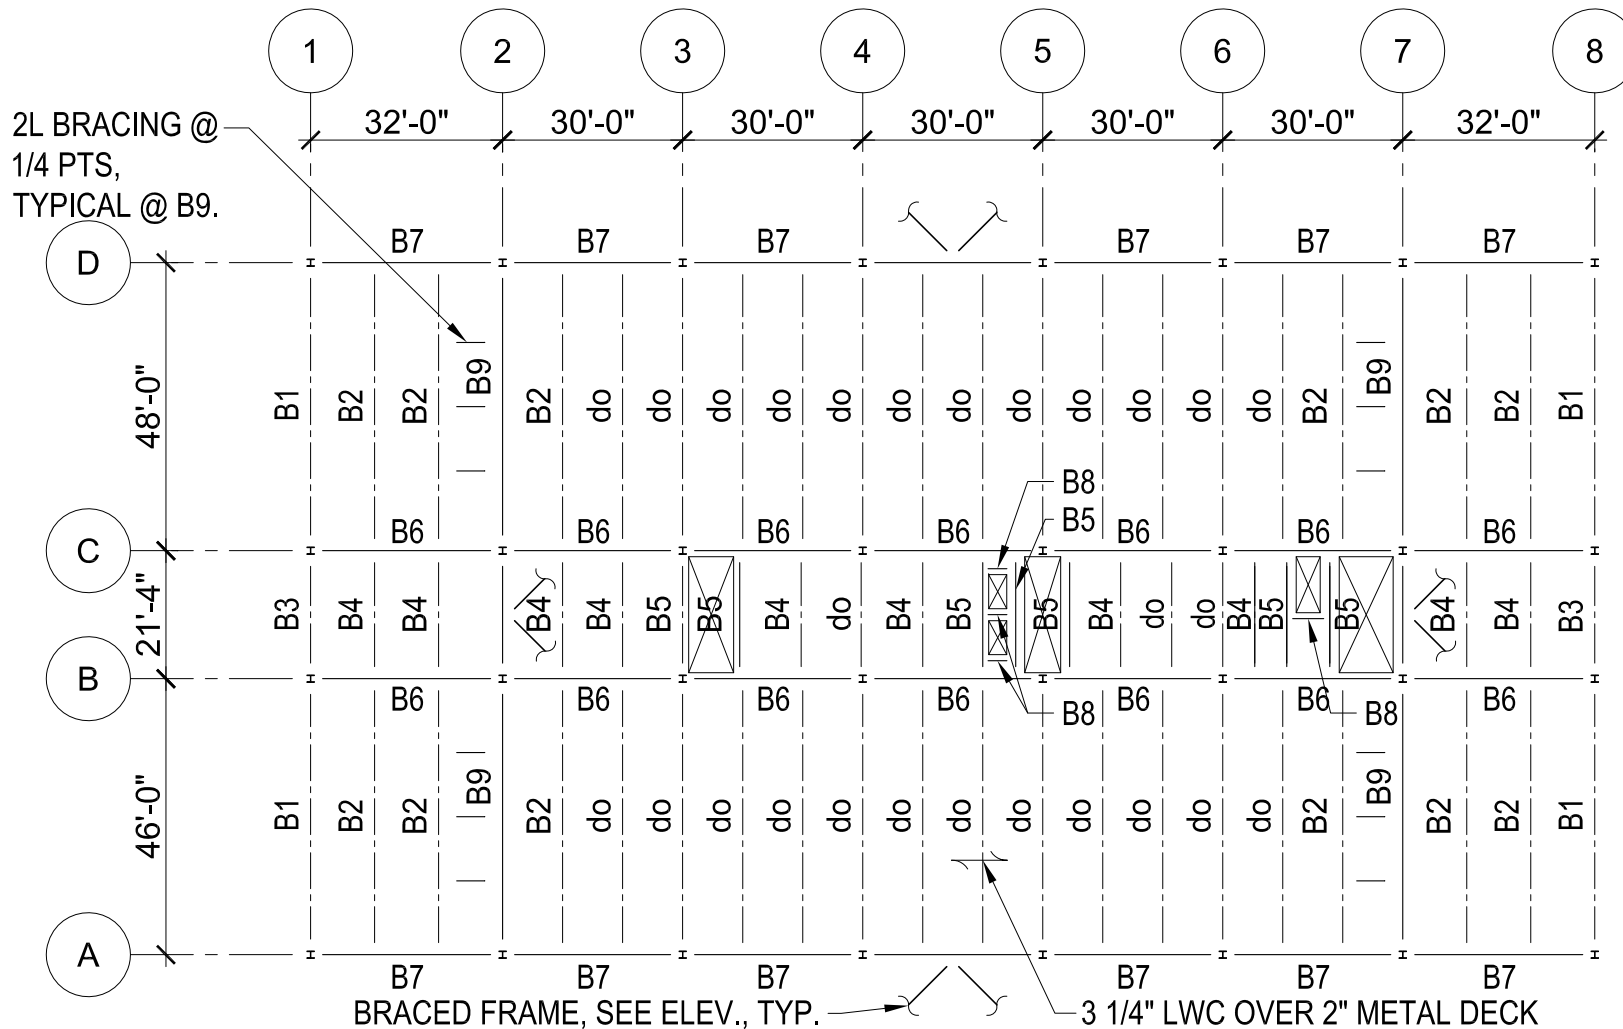 1 2 3 4 5 6 7 8
32'-0" 30'-0" 30'-0" 30'-0" 30'-0" 30'-0" 32'-0"
2L BRACING @
1/4 PTS,
TYPICAL @ B9.
B7 B7 B7 B7 B7 B7
D
48'-0"
B1 B2 B2 B9 B2 do do do do do do do do do do do do B2 B9 B2 B2 B1
B8
B5
B6 B6 B6 B6 B6 B6 B6
C
21'-4"
B3 B4 B4 B4 B4 B5 B5 B4 do B4 B5 B5 B4 do do B4 B5 B5 B4 B4 B3
B
B6 B6 B6 B6 B6 B6 B6
B8 B8
46'-0"
B1 B2 B2 B9 B2 do do do do do do do do do do do do B2 B9 B2 B2 B1
A
B7 B7 B7 B7 B7 B7
BRACED FRAME, SEE ELEV., TYP.
3 1/4" LWC OVER 2" METAL DECK